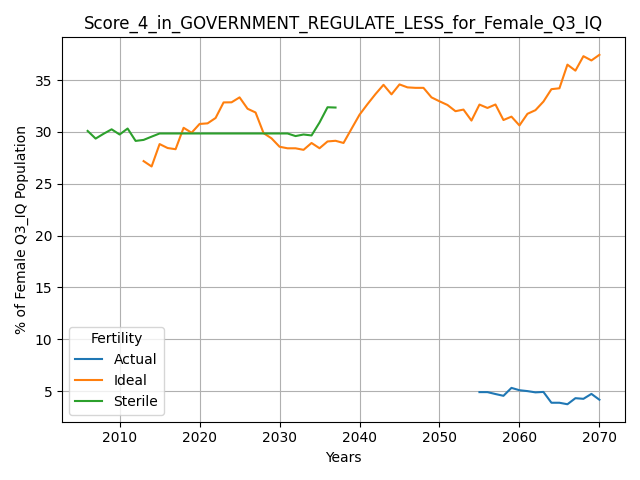 Score_4_in_GOVERNMENT_REGULATE_LESS_for_Female_Q3_IQ
% of Female Q3_IQ Population
35
30
25
20
15
10
5
Fertility
Actual
Ideal
Sterile
2010 2020 2030 2040 2050 2060 2070
Years